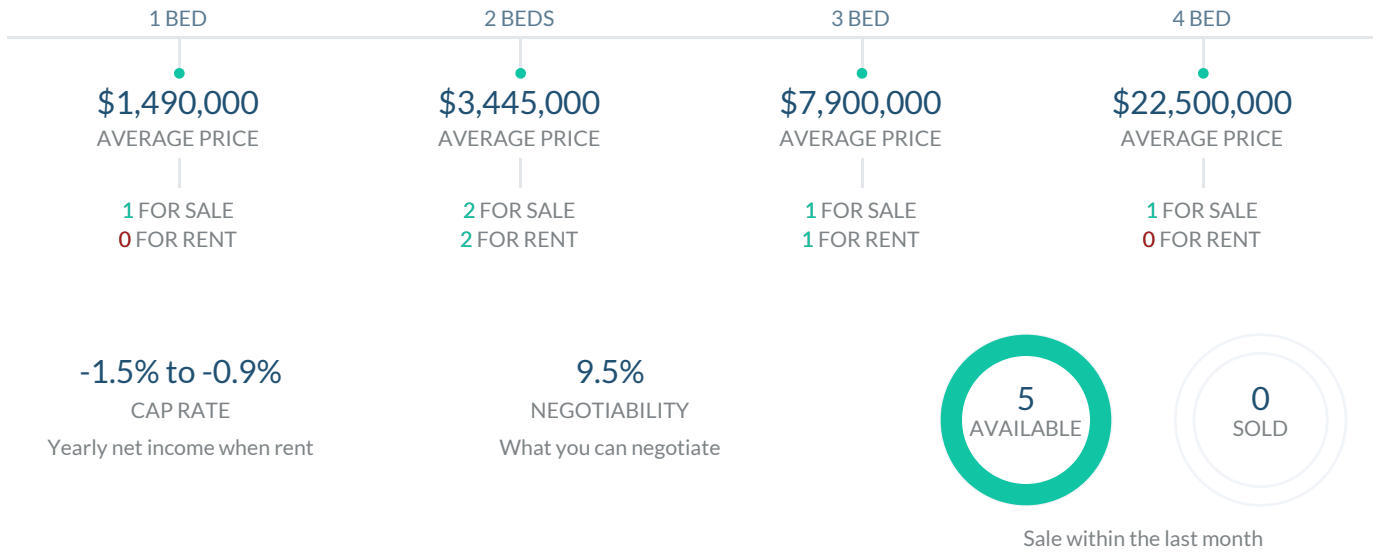 1 BED
$1,490,000
AVERAGE PRICE
1 FOR SALE
0 FOR RENT
2 BEDS
$3,445,000
AVERAGE PRICE
2 FOR SALE
2 FOR RENT
3 BED
$7,900,000
AVERAGE PRICE
1 FOR SALE
1 FOR RENT
4 BED
$22,500,000
AVERAGE PRICE
1 FOR SALE
0 FOR RENT
-1.5% to -0.9%
CAP RATE
Yearly net income when rent
9.5%
NEGOTIABILITY
What you can negotiate
5
AVAILABLE
0
SOLD
Sale within the last month